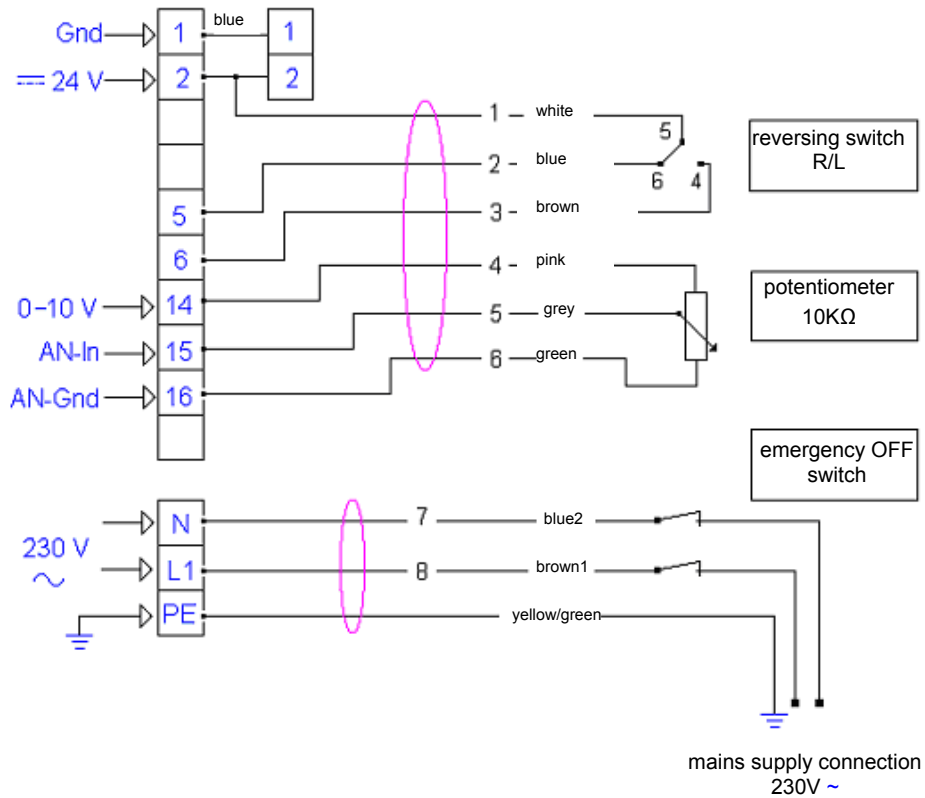 Gnd 1 blue 1
24 V 2 2
1 white 5
reversing switch
R/L
2 blue 6 4
5
3 brown
6
4 pink
potentiometer
10KΩ
0–10 V 14
5 grey
AN-In 15
6 green
AN-Gnd 16
emergency OFF
switch
N 7 blue2
230 V
~
L1 8 brown1
PE yellow/green
mains supply connection
230V ~